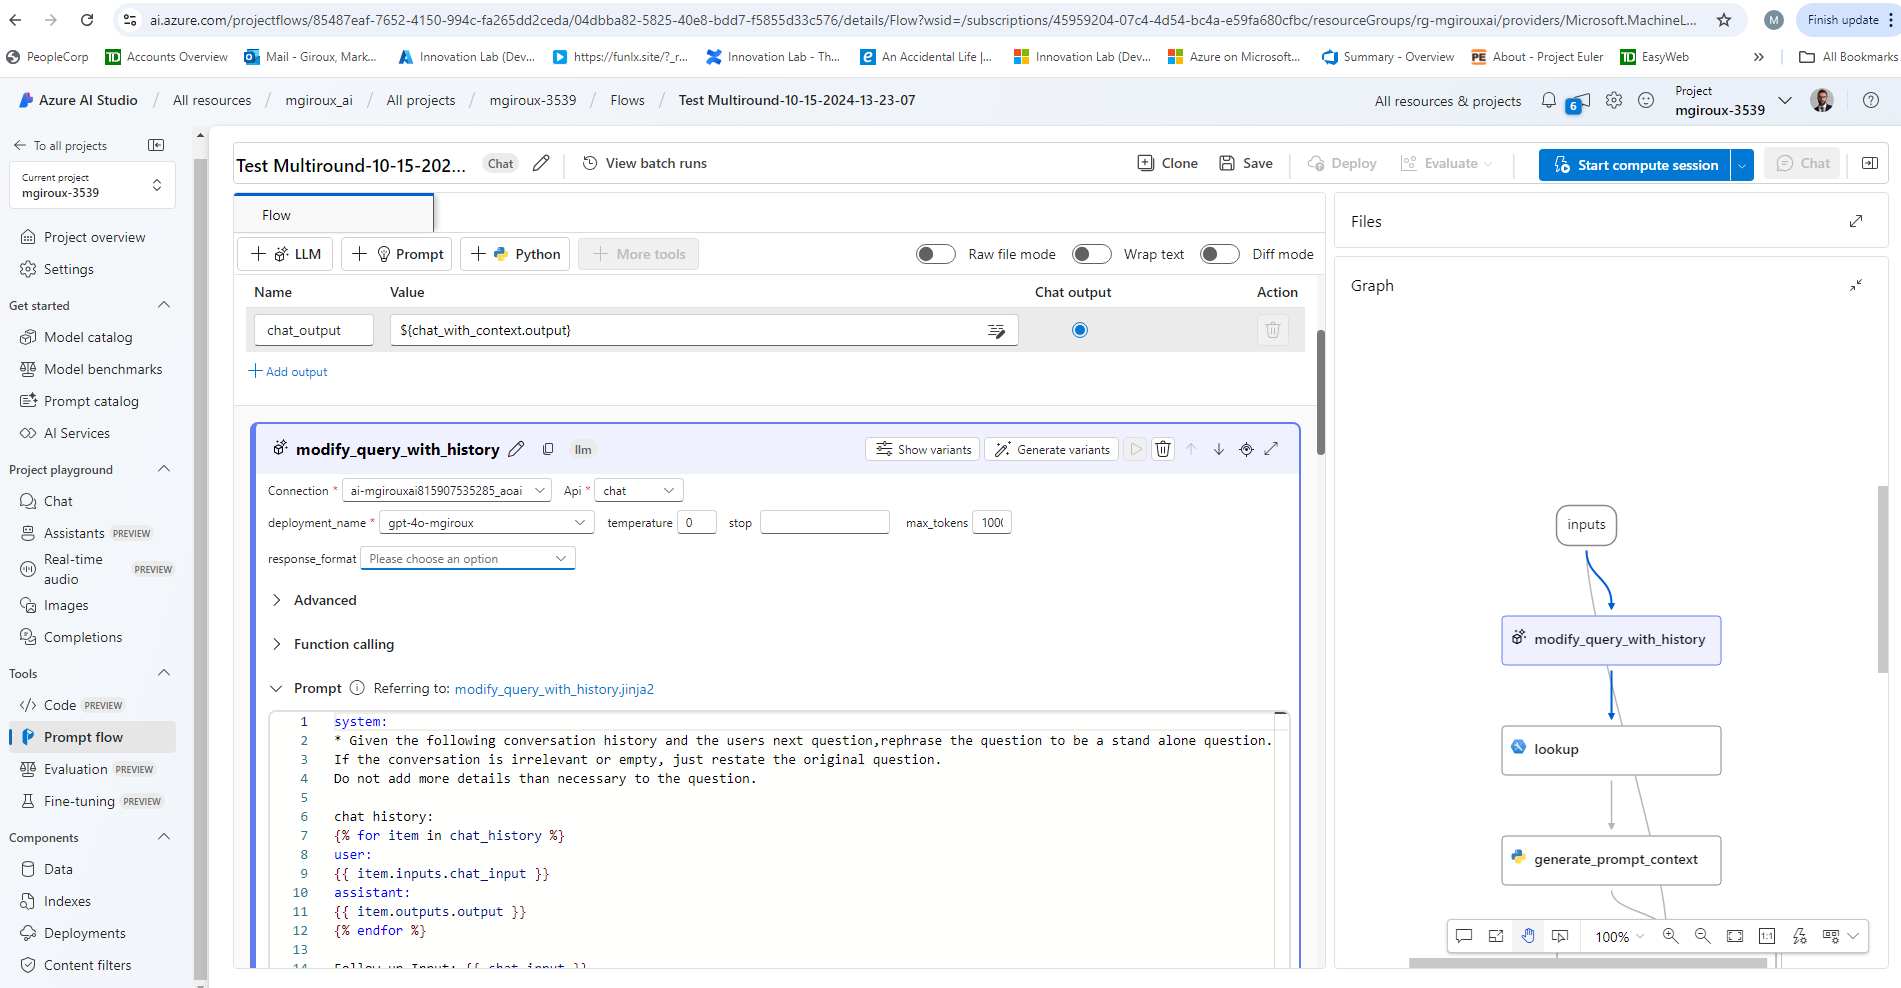 ai.azure.com/projectflows/85487eaf-7652-4150-994c-fa265dd2ceda/04dbba82-5825-40e8-bdd7-f5855d33c576/details/Flow?wsid=/subscriptions/45959204-07c4-4d54-bc4a-e59fa680cfbc/resourceGroups/rg-mgirouxai/providers/Microsoft.MachineL...
M
Finish update
PeopleCorp
TD Accounts Overview
Mail - Giroux, Mark...
Innovation Lab (Dev...
https://funlx.site/?_r...
Innovation Lab - Th...
An Accidental Life |...
Innovation Lab (Dev...
Azure on Microsoft...
Summary - Overview
PE About - Project Euler
TD EasyWeb
All Bookmarks
Azure AI Studio / All resources / mgiroux_ai / All projects / mgiroux-3539 / Flows / Test Multiround-10-15-2024-13-23-07
All resources & projects
6
Project
mgiroux-3539
To all projects
Current project
mgiroux-3539
Project overview
Settings
Get started
Model catalog
Model benchmarks
Prompt catalog
AI Services
Project playground
Chat
Assistants PREVIEW
Real-time audio PREVIEW
Images
Completions
Tools
Code PREVIEW
Prompt flow
Evaluation PREVIEW
Fine-tuning PREVIEW
Components
Data
Indexes
Deployments
Content filters
Test Multiround-10-15-202...
Chat
View batch runs
Clone
Save
Deploy
Evaluate
Start compute session
Chat
Flow
LLM
Prompt
Python
More tools
Raw file mode
Wrap text
Diff mode
Name Value Chat output Action
chat_output ${chat_with_context.output}
Add output
modify_query_with_history
llm
Show variants
Generate variants
Connection * ai-mgirouxai815907535285_aoai Api * chat
deployment_name * gpt-4o-mgiroux temperature 0 stop max_tokens 1000
response_format Please choose an option
Advanced
Function calling
Prompt Referring to: modify_query_with_history.jinja2
1 system:
2 * Given the following conversation history and the users next question,rephrase the question to be a stand alone question.
3 If the conversation is irrelevant or empty, just restate the original question.
4 Do not add more details than necessary to the question.
5
6 chat history:
7 {% for item in chat_history %}
8 user:
9 {{ item.inputs.chat_input }}
10 assistant:
11 {{ item.outputs.output }}
12 {% endfor %}
13
14 Follow up Input: {{ chat_input }}
Files
Graph
inputs
modify_query_with_history
lookup
generate_prompt_context
100%
1:1